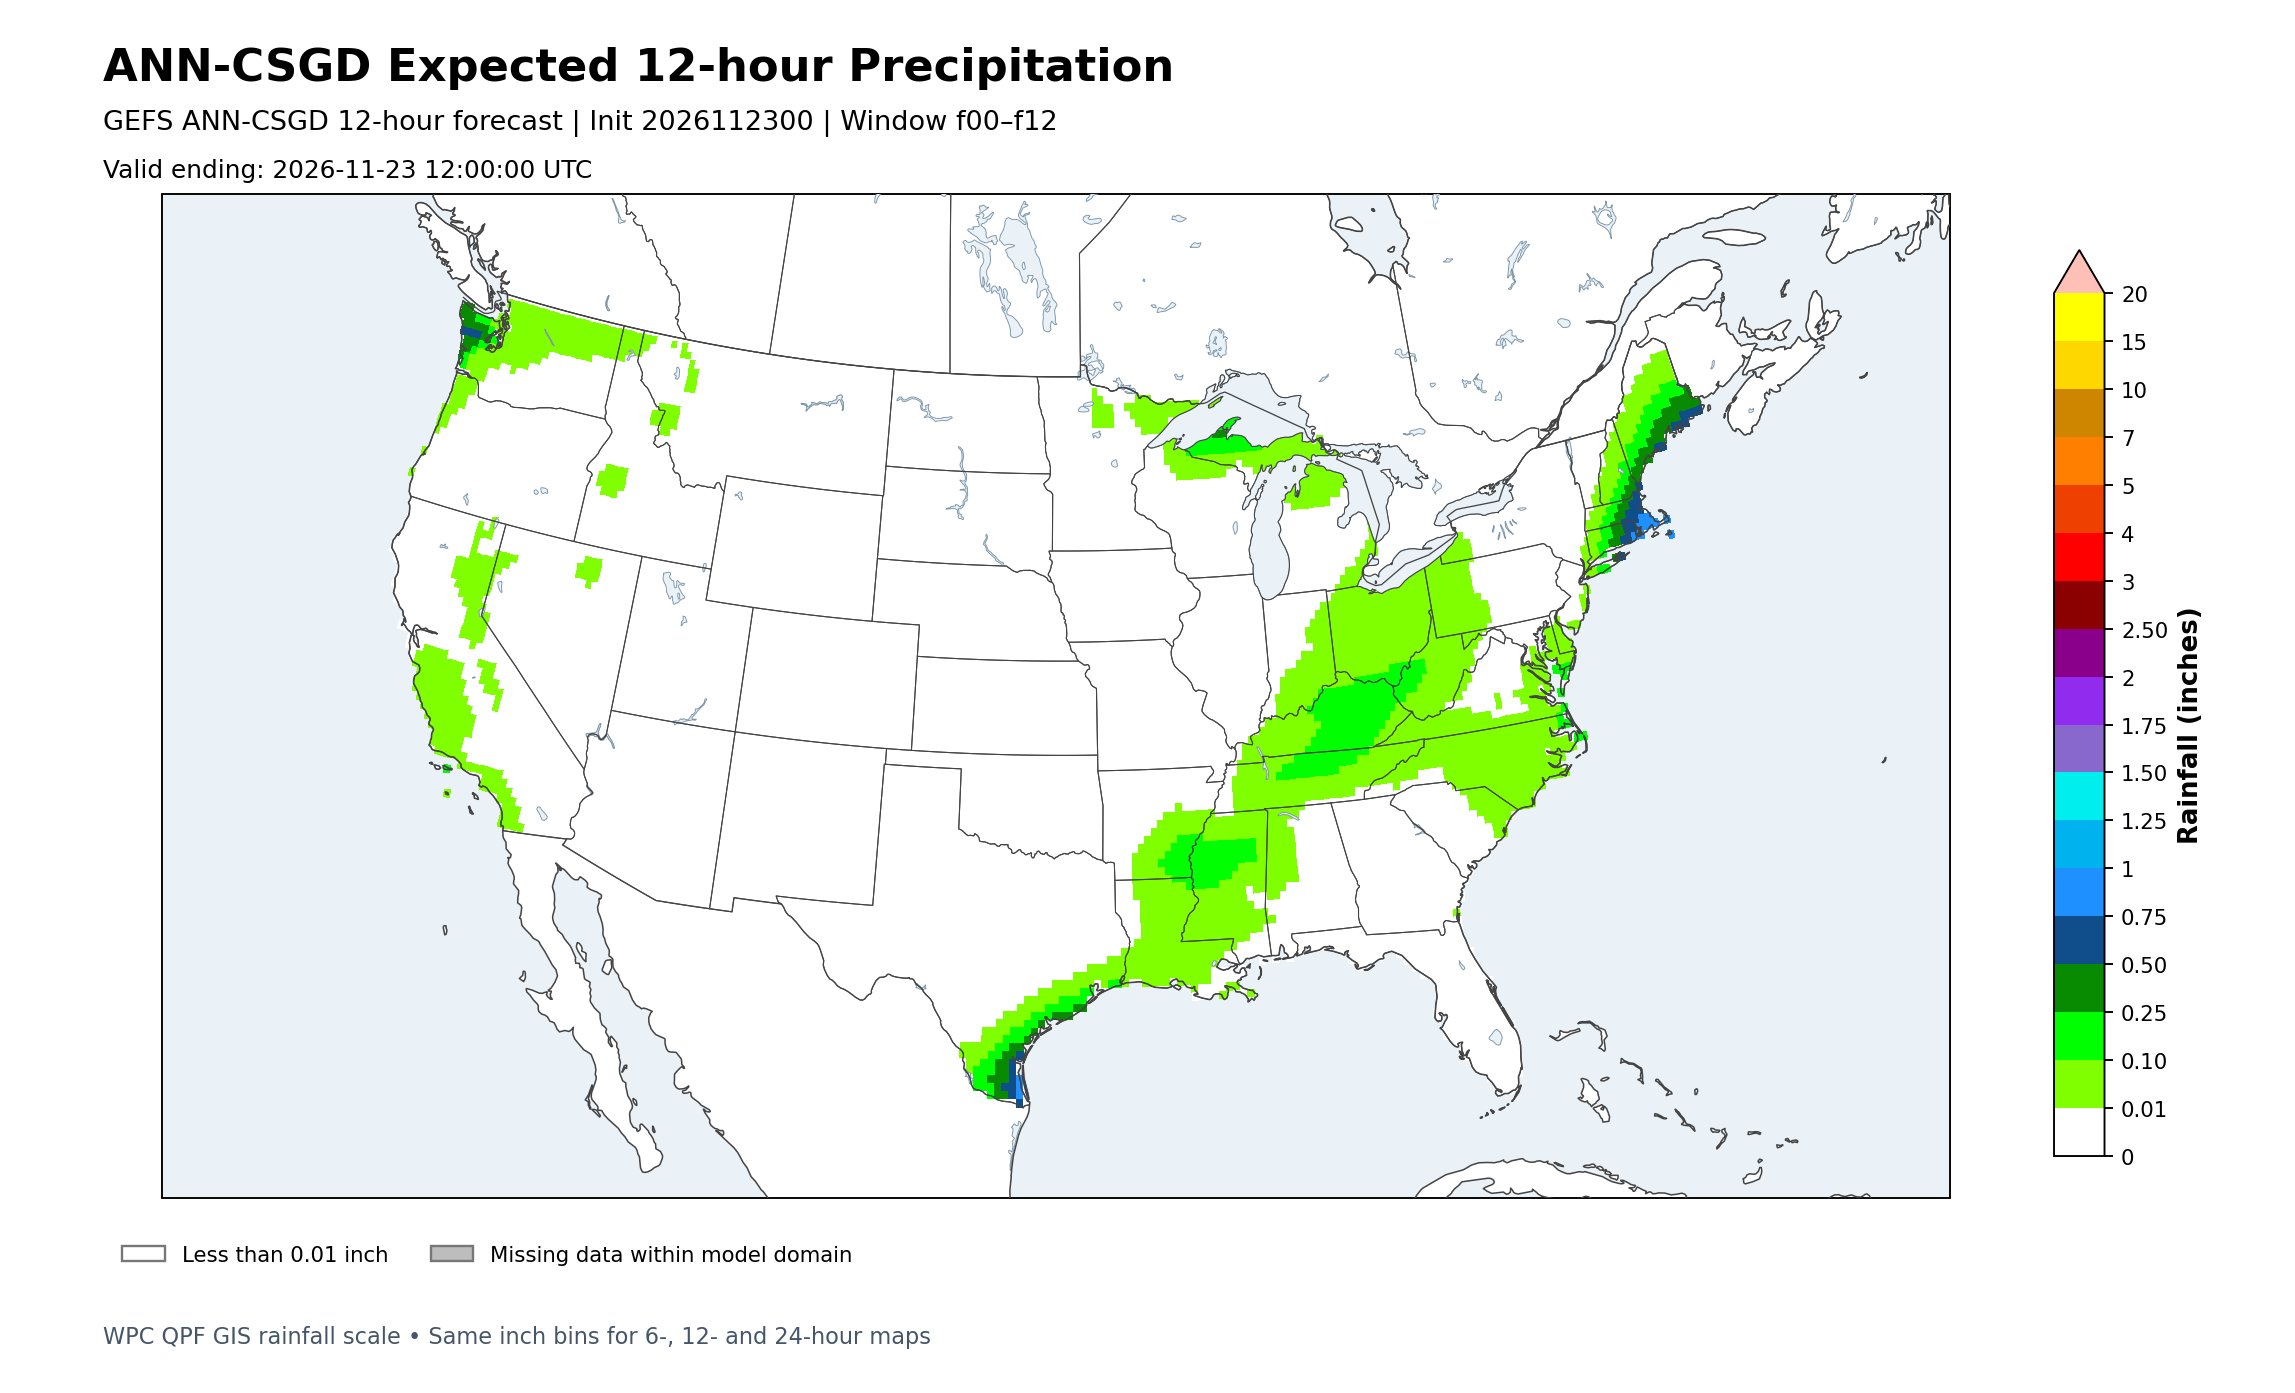 ANN-CSGD Expected 12-hour Precipitation
GEFS ANN-CSGD 12-hour forecast | Init 2026112300 | Window f00–f12
Valid ending: 2026-11-23 12:00:00 UTC
20
15
10
7
5
4
3
2.50
2
1.75
1.50
1.25
1
0.75
0.50
0.25
0.10
0.01
0
Rainfall (inches)
Less than 0.01 inch
Missing data within model domain
WPC QPF GIS rainfall scale • Same inch bins for 6-, 12- and 24-hour maps